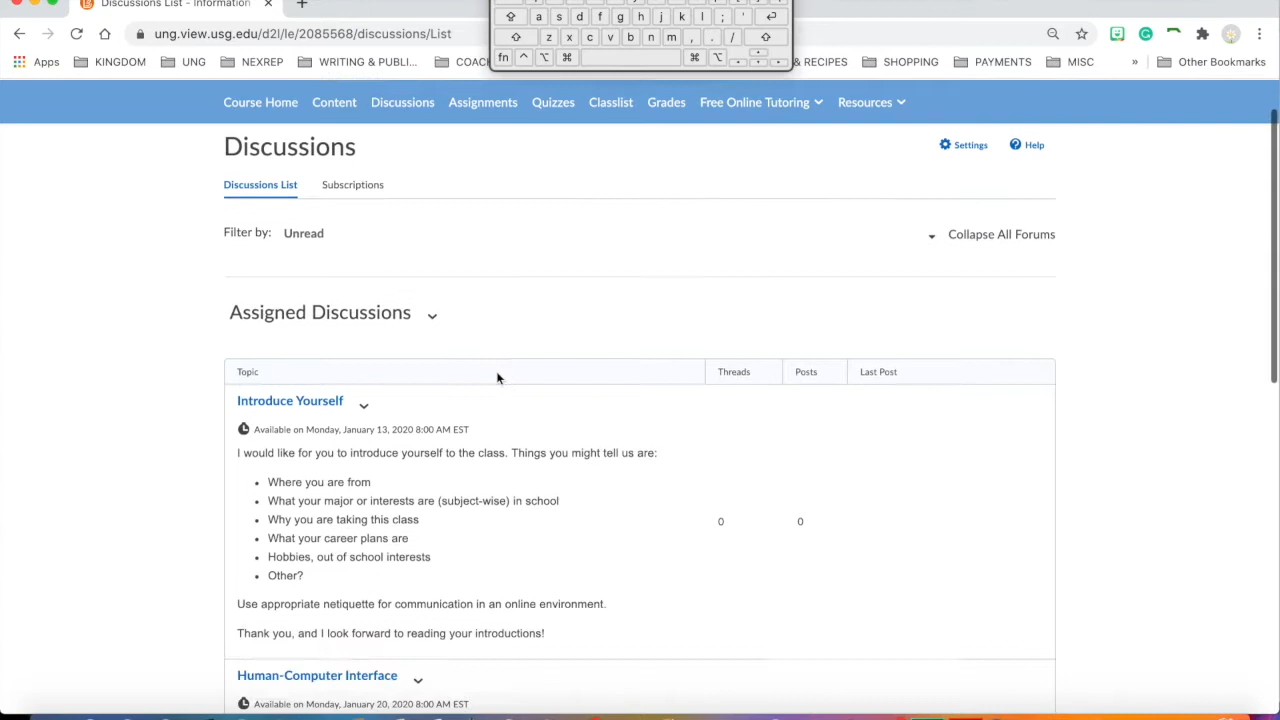 Discussions List - Information
ung.view.usg.edu/d2l/le/2085568/discussions/List
a s d f g h j k l ; '
z x c v b n m , . /
fn
Apps KINGDOM UNG NEXREP WRITING & PUBLI... COAC & RECIPES SHOPPING PAYMENTS MISC » Other Bookmarks
Course Home Content Discussions Assignments Quizzes Classlist Grades Free Online Tutoring Resources
Discussions
Settings Help
Discussions List Subscriptions
Filter by: Unread
Collapse All Forums
Assigned Discussions
Topic Threads Posts Last Post
Introduce Yourself
Available on Monday, January 13, 2020 8:00 AM EST
I would like for you to introduce yourself to the class. Things you might tell us are:
• Where you are from
• What your major or interests are (subject-wise) in school
• Why you are taking this class
0 0
• What your career plans are
• Hobbies, out of school interests
• Other?
Use appropriate netiquette for communication in an online environment.
Thank you, and I look forward to reading your introductions!
Human-Computer Interface
Available on Monday, January 20, 2020 8:00 AM EST